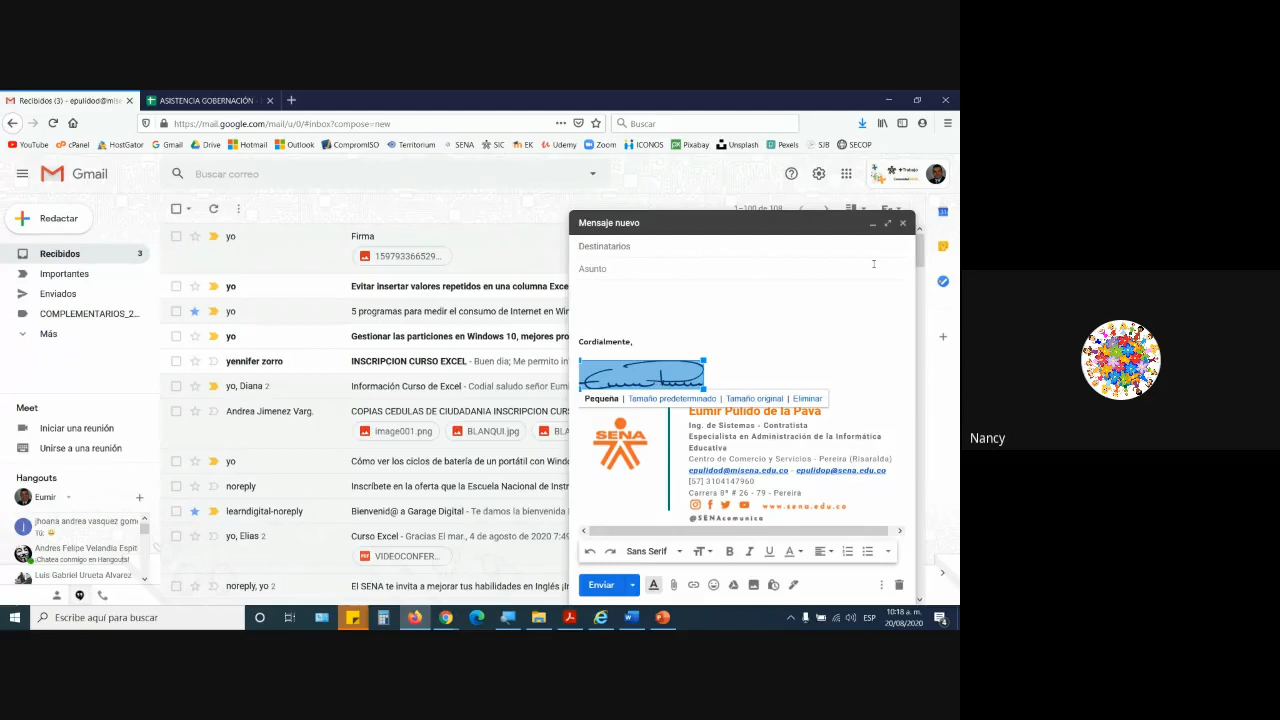 Recibidos (3) - epulidod@mise
ASISTENCIA GOBERNACIÓN -
https://mail.google.com/mail/u/0/#inbox?compose=new
Buscar
YouTube
cPanel
HostGator
Gmail
Drive
Hotmail
Outlook
CompromISO
Territorium
SENA
SIC
EK
Udemy
Zoom
ICONOS
Pixabay
Unsplash
Pexels
SJB
SECOP
Gmail
Buscar correo
Redactar
1–100 de 108
Recibidos 3
Importantes
Enviados
COMPLEMENTARIOS_2...
Más
Meet
Iniciar una reunión
Unirse a una reunión
Hangouts
Eumir
jhoana andrea vasquez gome
Tú:
Andres Felipe Velandia Espit
¡Chatea conmigo en Hangouts!
Luis Gabriel Urueta Alvarez
yo Firma
159793366529...
yo Evitar insertar valores repetidos en una columna Exce
yo 5 programas para medir el consumo de Internet en Win
yo Gestionar las particiones en Windows 10, mejores pro
yennifer zorro INSCRIPCION CURSO EXCEL - Buen dia; Me permito in
yo, Diana 2 Información Curso de Excel - Codial saludo señor Eumi
Andrea Jimenez Varg. COPIAS CEDULAS DE CIUDADANIA INSCRIPCION CUR
image001.png
BLANQUI.jpg
yo Cómo ver los ciclos de batería de un portátil con Wind
noreply Inscríbete en la oferta que la Escuela Nacional de Instr
learndigital-noreply Bienvenid@ a Garage Digital - Te damos la bienvenida
yo, Elias 2 Curso Excel - Gracias El mar., 4 de agosto de 2020 7:49
VIDEOCONFER...
noreply, yo 2 El SENA te invita a mejorar tus habilidades en Inglés ¡In
Mensaje nuevo
Destinatarios
Asunto
Cordialmente,
Pequeña | Tamaño predeterminado | Tamaño original | Eliminar
SENA
Eumir Pulido de la Pava
Ing. de Sistemas - Contratista
Especialista en Administración de la Informática
Educativa
Centro de Comercio y Servicios - Pereira (Risaralda)
epulidod@misena.edu.co - epulidop@sena.edu.co
[57] 3104147960
Carrera 8ª # 26 - 79 - Pereira
www.sena.edu.co
@SENAcomunica
Sans Serif
Enviar
Nancy
Escribe aquí para buscar
ESP
10:18 a. m.
20/08/2020